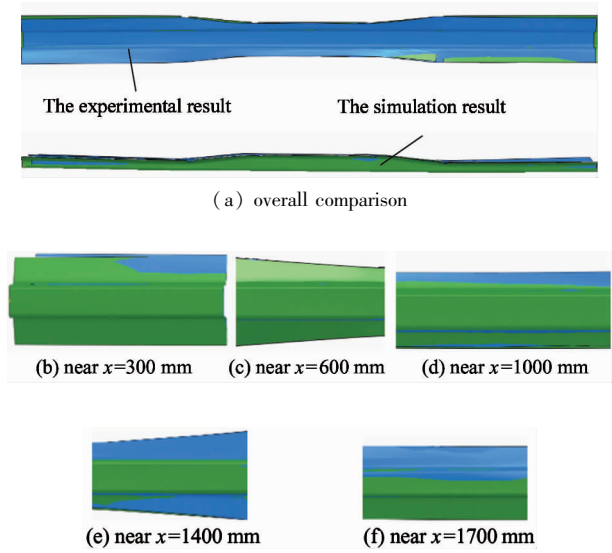 The experimental result
The simulation result
(a) overall comparison
(b) near x=300 mm
(c) near x=600 mm
(d) near x=1000 mm
(e) near x=1400 mm
(f) near x=1700 mm